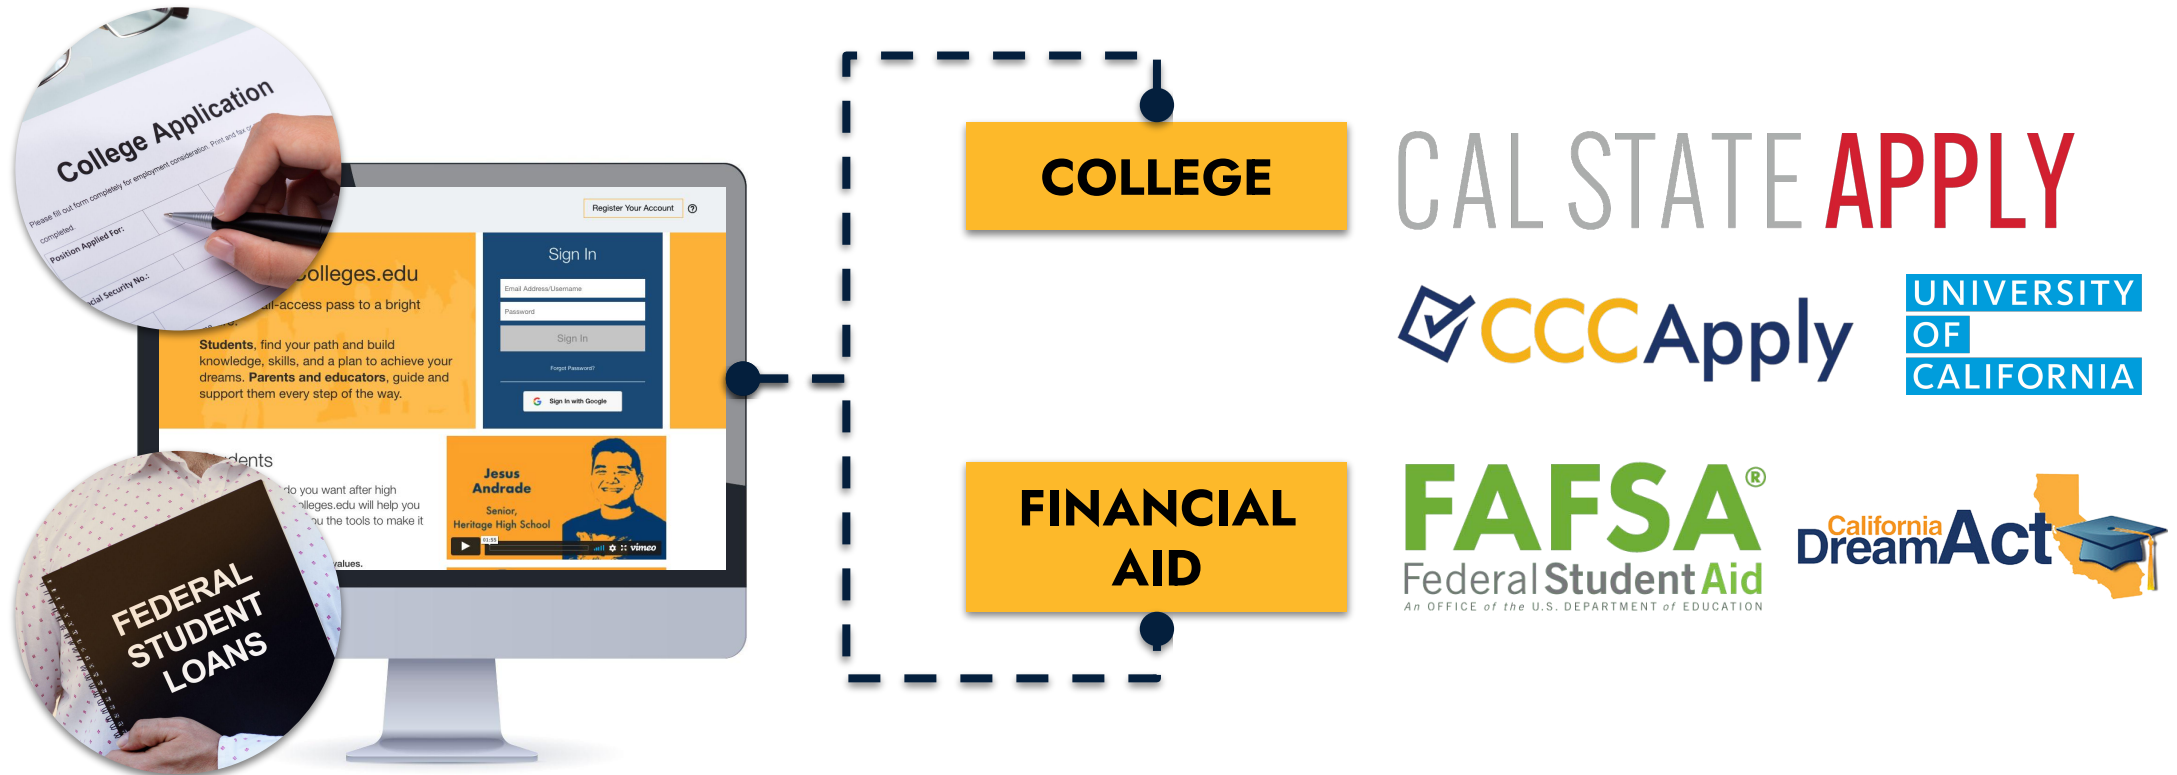 College Application
Please fill out form completely for employment consideration. Print and fax
completed.
Position Applied For:
Social Security No.:
Register Your Account
Colleges.edu
all-access pass to a bright
Students, find your path and build
knowledge, skills, and a plan to achieve your
dreams. Parents and educators, guide and
support them every step of the way.
Sign In
Email Address/Username
Password
Sign In
Forgot Password?
G Sign In with Google
dents
do you want after high
olleges.edu will help you
ou the tools to make it
values.
Jesus
Andrade
Senior,
Heritage High School
01:55
vimeo
FEDERAL
STUDENT
LOANS
COLLEGE
CAL STATE APPLY
CCCApply
UNIVERSITY
OF
CALIFORNIA
FINANCIAL
AID
FAFSA®
Federal Student Aid
An OFFICE of the U.S. DEPARTMENT of EDUCATION
California
DreamAct